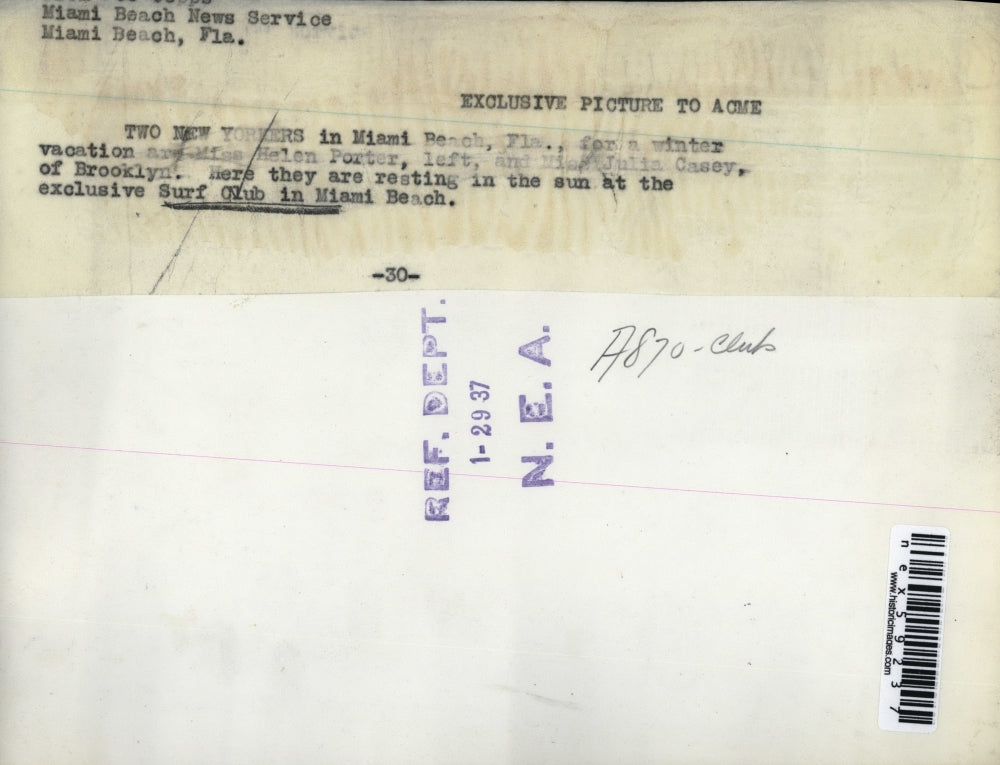 Miami Beach News Service
Miami Beach, Fla.
EXCLUSIVE PICTURE TO ACME
TWO NEW YORKERS in Miami Beach, Fla., for a winter
vacation are Miss Helen Porter, left, and Miss Julia Casey,
of Brooklyn. Here they are resting in the sun at the
exclusive Surf Club in Miami Beach.
-30-
REF. DEPT.
1-29 37
N. E. A.
A870-Club
nex59237
www.historicimages.com